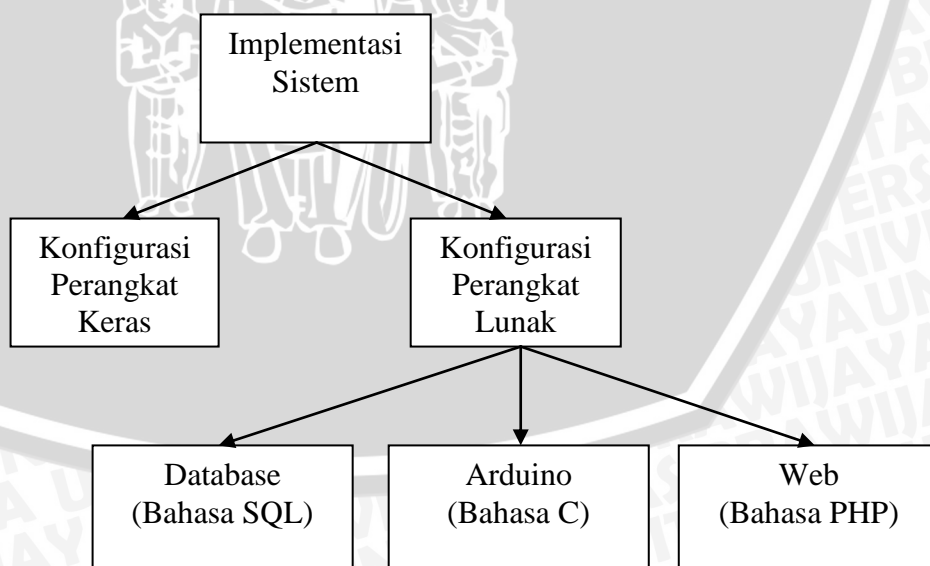 Implementasi
Sistem
Konfigurasi
Perangkat
Keras
Konfigurasi
Perangkat
Lunak
Database
(Bahasa SQL)
Arduino
(Bahasa C)
Web
(Bahasa PHP)